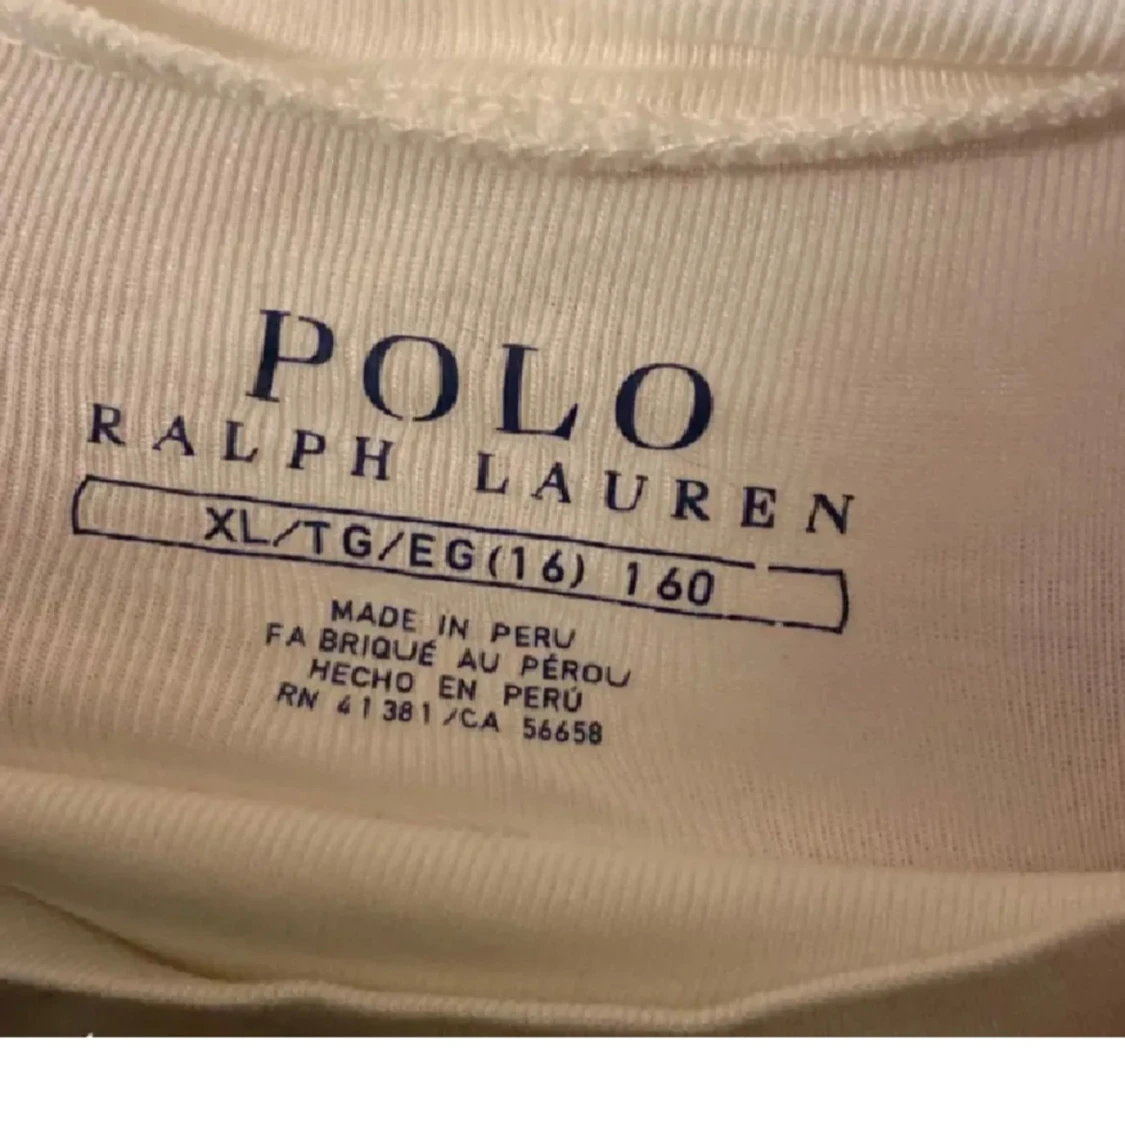 POLO
RALPH LAUREN
XL/TG/EG(16) 160
MADE IN PERU
FABRIQUÉ AU PÉROU
HECHO EN PERÚ
RN 41381/CA 56658